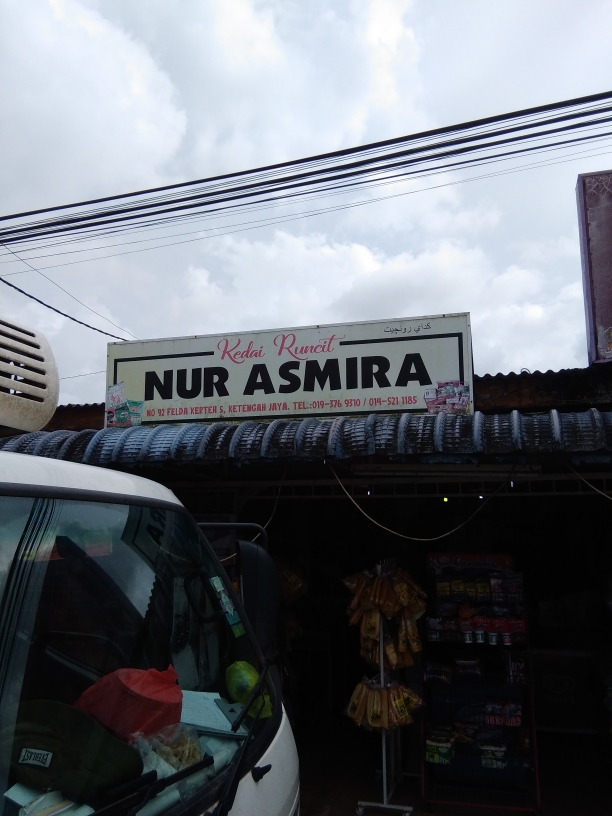 كداي رونچيت
Kedai Runcit
NUR ASMIRA
NO 92 FELDA KERTEH 5, KETENGAH JAYA. TEL.:019-376 9310 / 014-521 1185